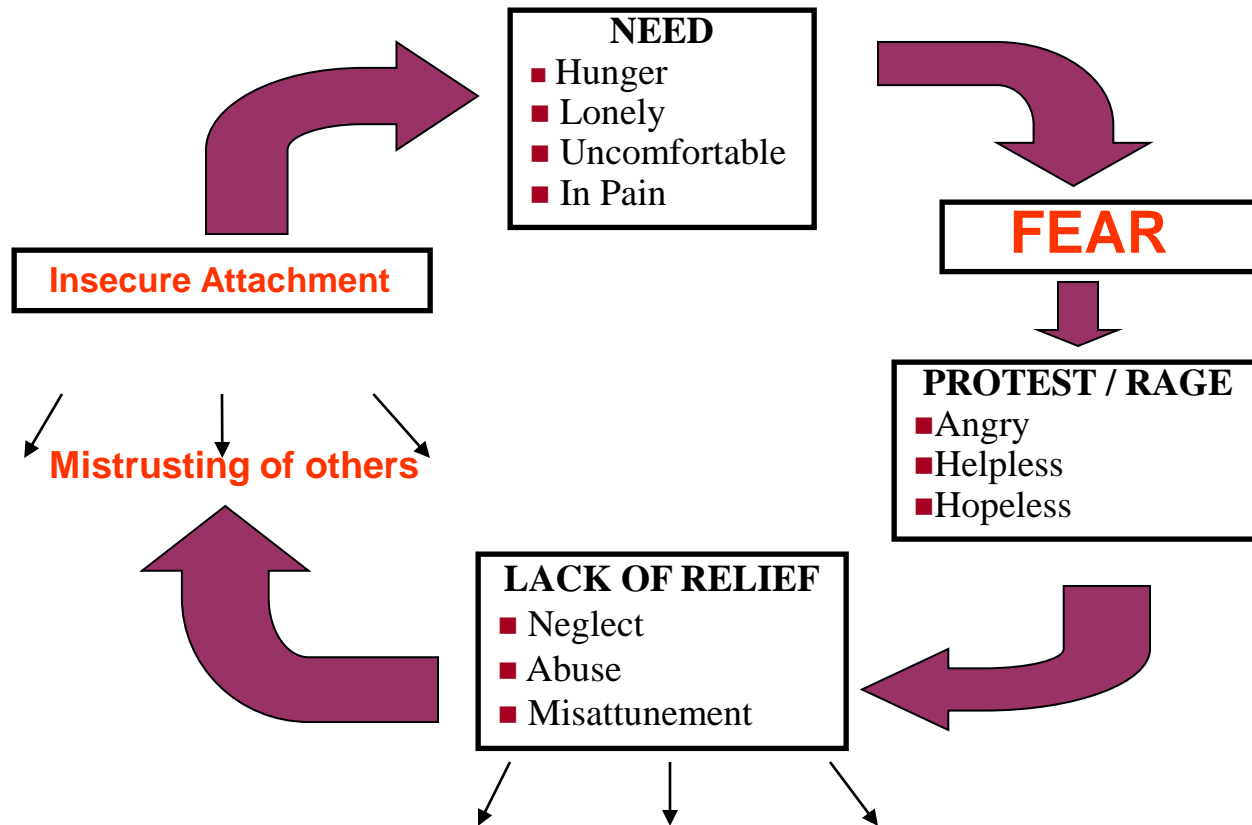 NEED
Hunger
Lonely
Uncomfortable
In Pain
FEAR
PROTEST / RAGE
Angry
Helpless
Hopeless
LACK OF RELIEF
Neglect
Abuse
Misattunement
Mistrusting of others
Insecure Attachment